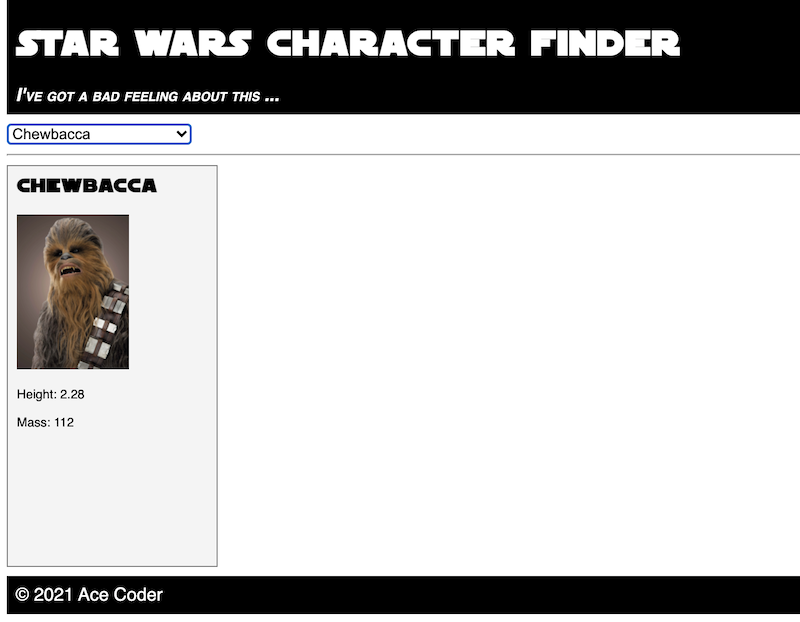 STAR WARS CHARACTER FINDER
I'VE GOT A BAD FEELING ABOUT THIS ...
Chewbacca
CHEWBACCA
Height: 2.28
Mass: 112
© 2021 Ace Coder